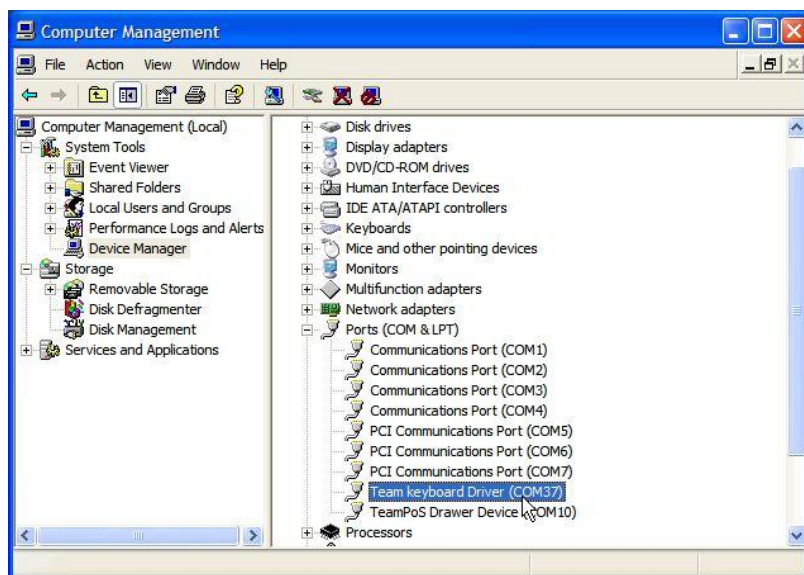 Computer Management
File Action View Window Help
Computer Management (Local)
System Tools
Event Viewer
Shared Folders
Local Users and Groups
Performance Logs and Alerts
Device Manager
Storage
Removable Storage
Disk Defragmenter
Disk Management
Services and Applications
Disk drives
Display adapters
DVD/CD-ROM drives
Human Interface Devices
IDE ATA/ATAPI controllers
Keyboards
Mice and other pointing devices
Monitors
Multifunction adapters
Network adapters
Ports (COM & LPT)
Communications Port (COM1)
Communications Port (COM2)
Communications Port (COM3)
Communications Port (COM4)
PCI Communications Port (COM5)
PCI Communications Port (COM6)
PCI Communications Port (COM7)
Team keyboard Driver (COM37)
TeamPoS Drawer Device (COM10)
Processors